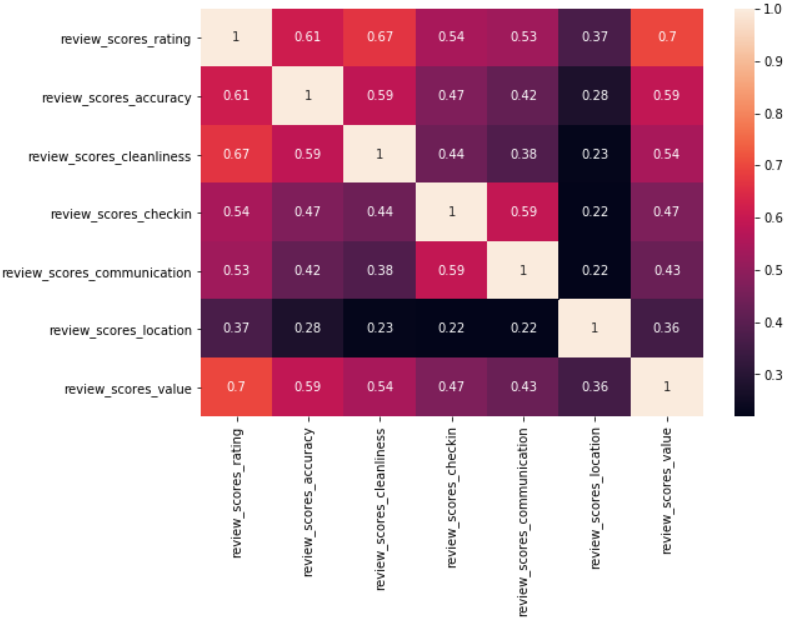 review_scores_rating 1 0.61 0.67 0.54 0.53 0.37 0.7
review_scores_accuracy 0.61 1 0.59 0.47 0.42 0.28 0.59
review_scores_cleanliness 0.67 0.59 1 0.44 0.38 0.23 0.54
review_scores_checkin 0.54 0.47 0.44 1 0.59 0.22 0.47
review_scores_communication 0.53 0.42 0.38 0.59 1 0.22 0.43
review_scores_location 0.37 0.28 0.23 0.22 0.22 1 0.36
review_scores_value 0.7 0.59 0.54 0.47 0.43 0.36 1
review_scores_rating
review_scores_accuracy
review_scores_cleanliness
review_scores_checkin
review_scores_communication
review_scores_location
review_scores_value
1.0
0.9
0.8
0.7
0.6
0.5
0.4
0.3